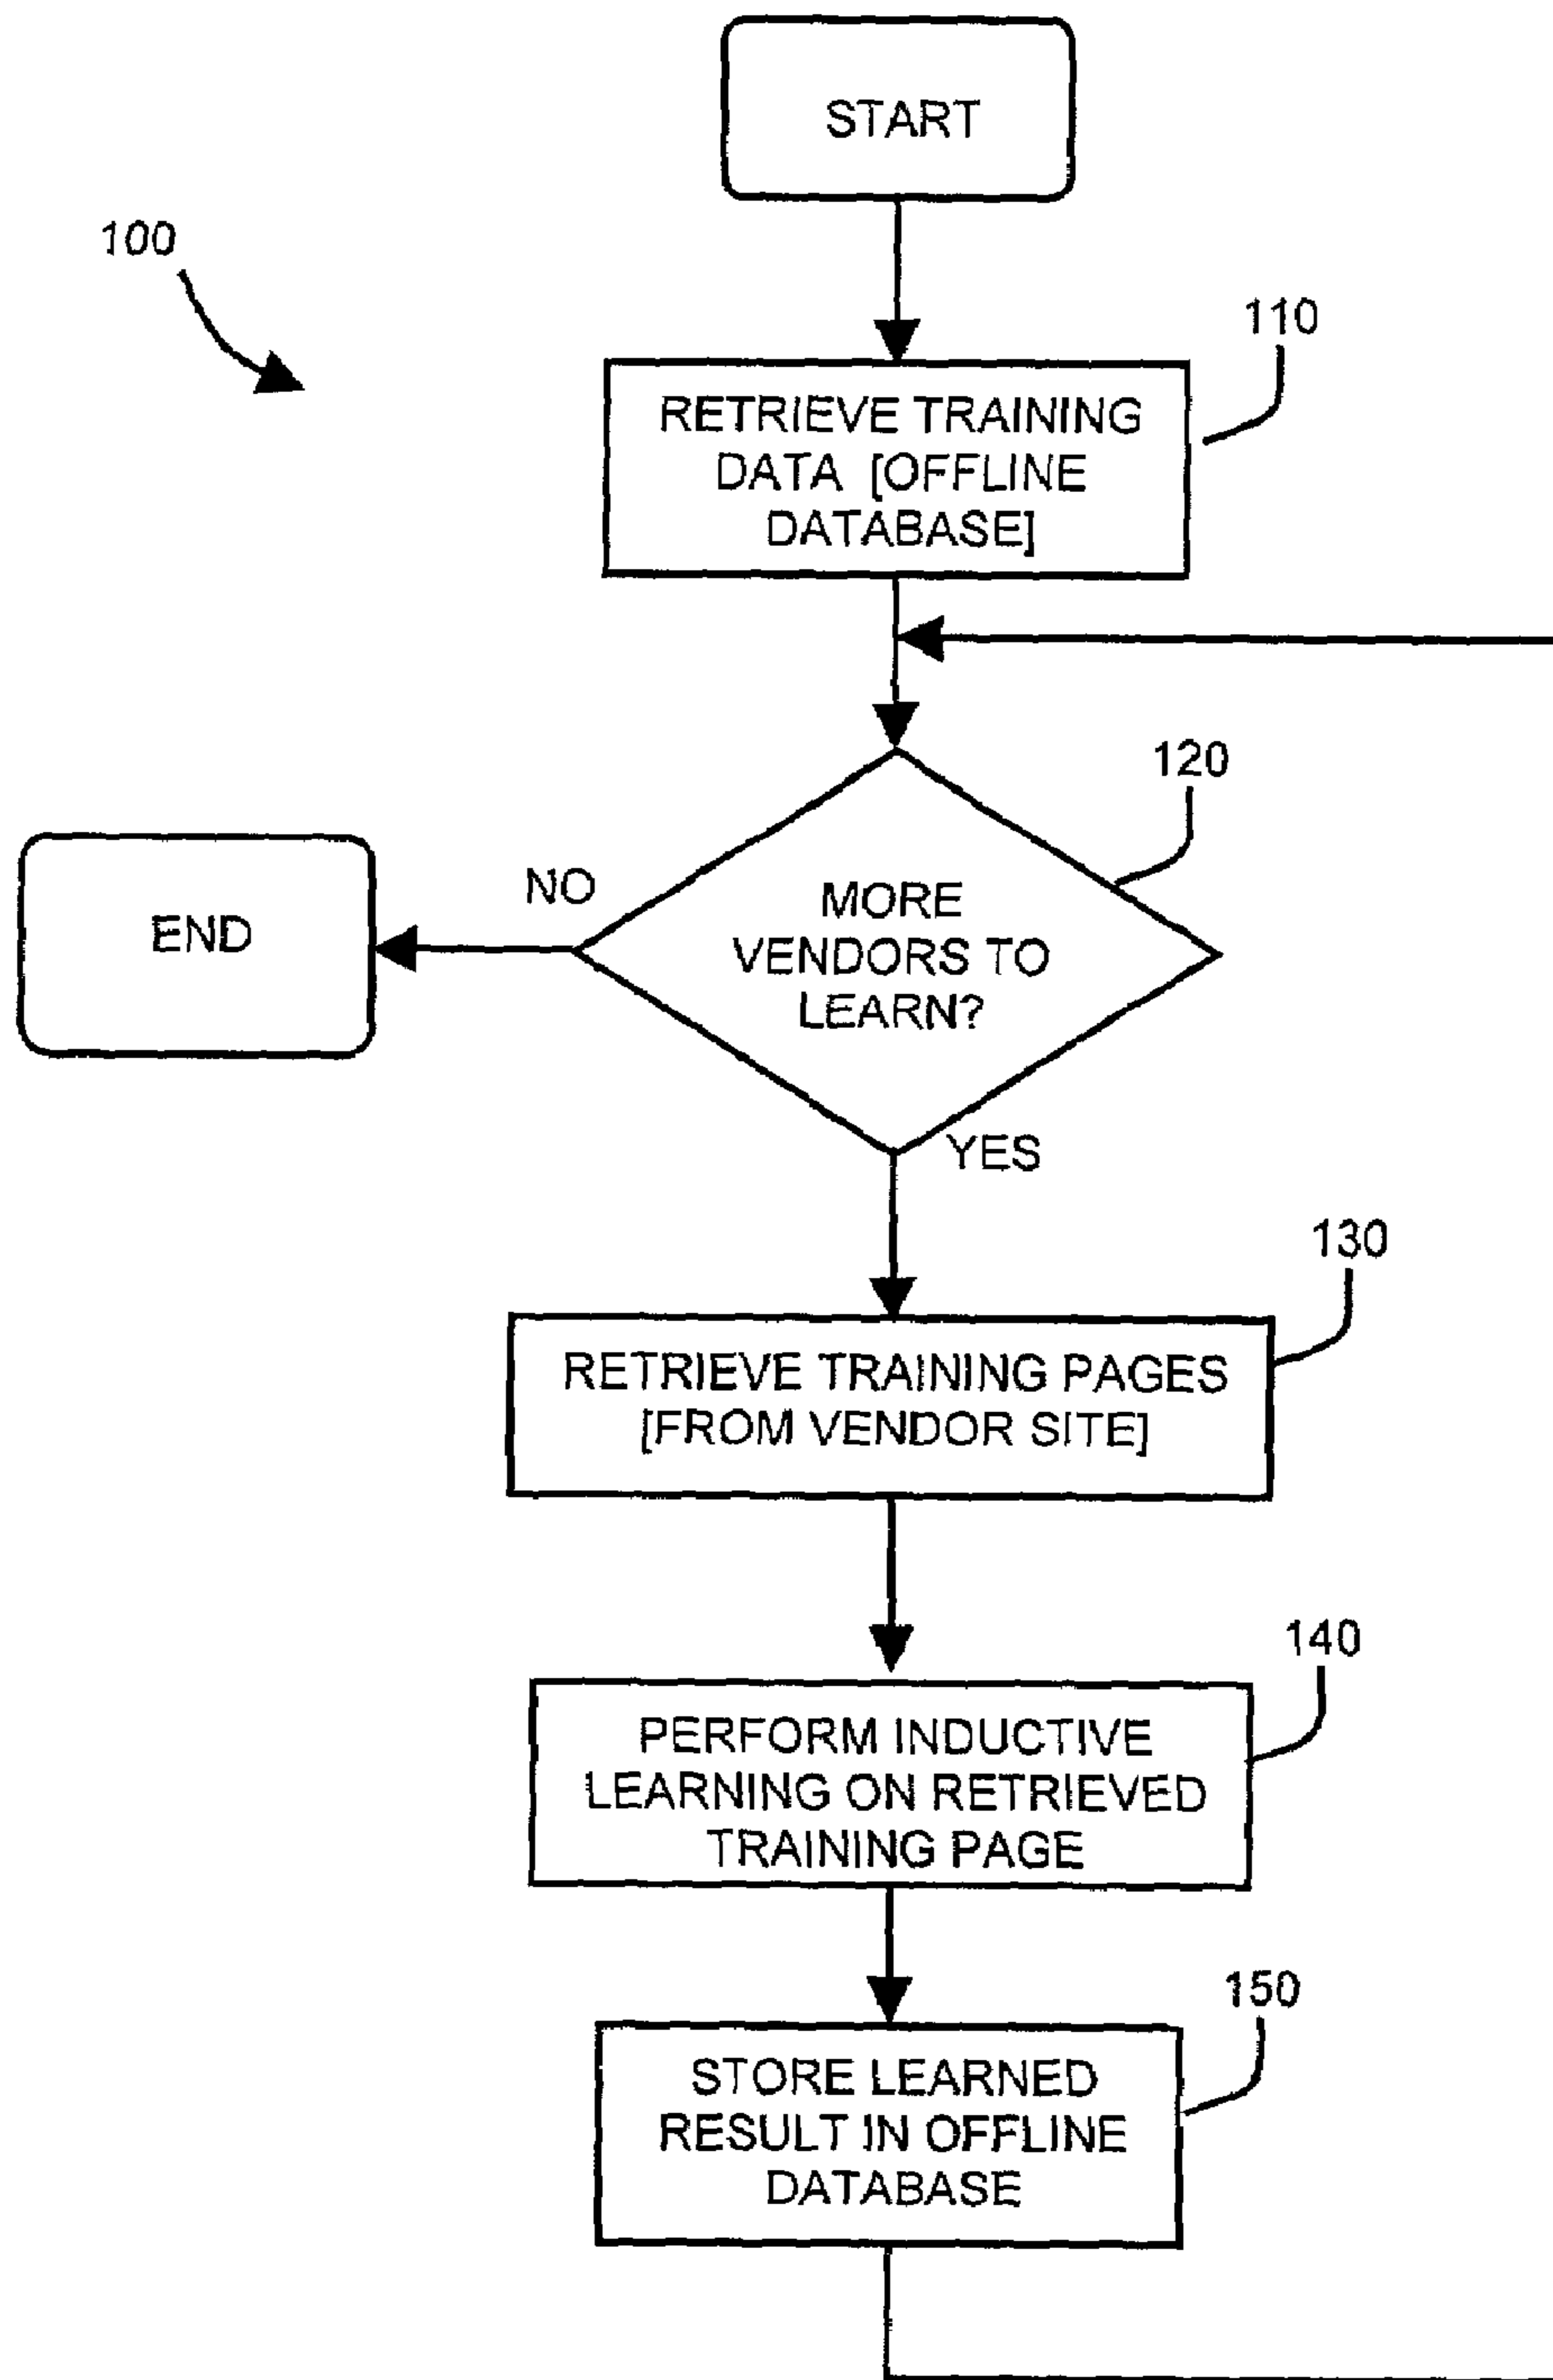 START
100
110
RETRIEVE TRAINING
DATA [OFFLINE
DATABASE]
120
NO
MORE
VENDORS TO
LEARN?
END
YES
130
RETRIEVE TRAINING PAGES
[FROM VENDOR SITE]
140
PERFORM INDUCTIVE
LEARNING ON RETRIEVED
TRAINING PAGE
150
STORE LEARNED
RESULT IN OFFLINE
DATABASE